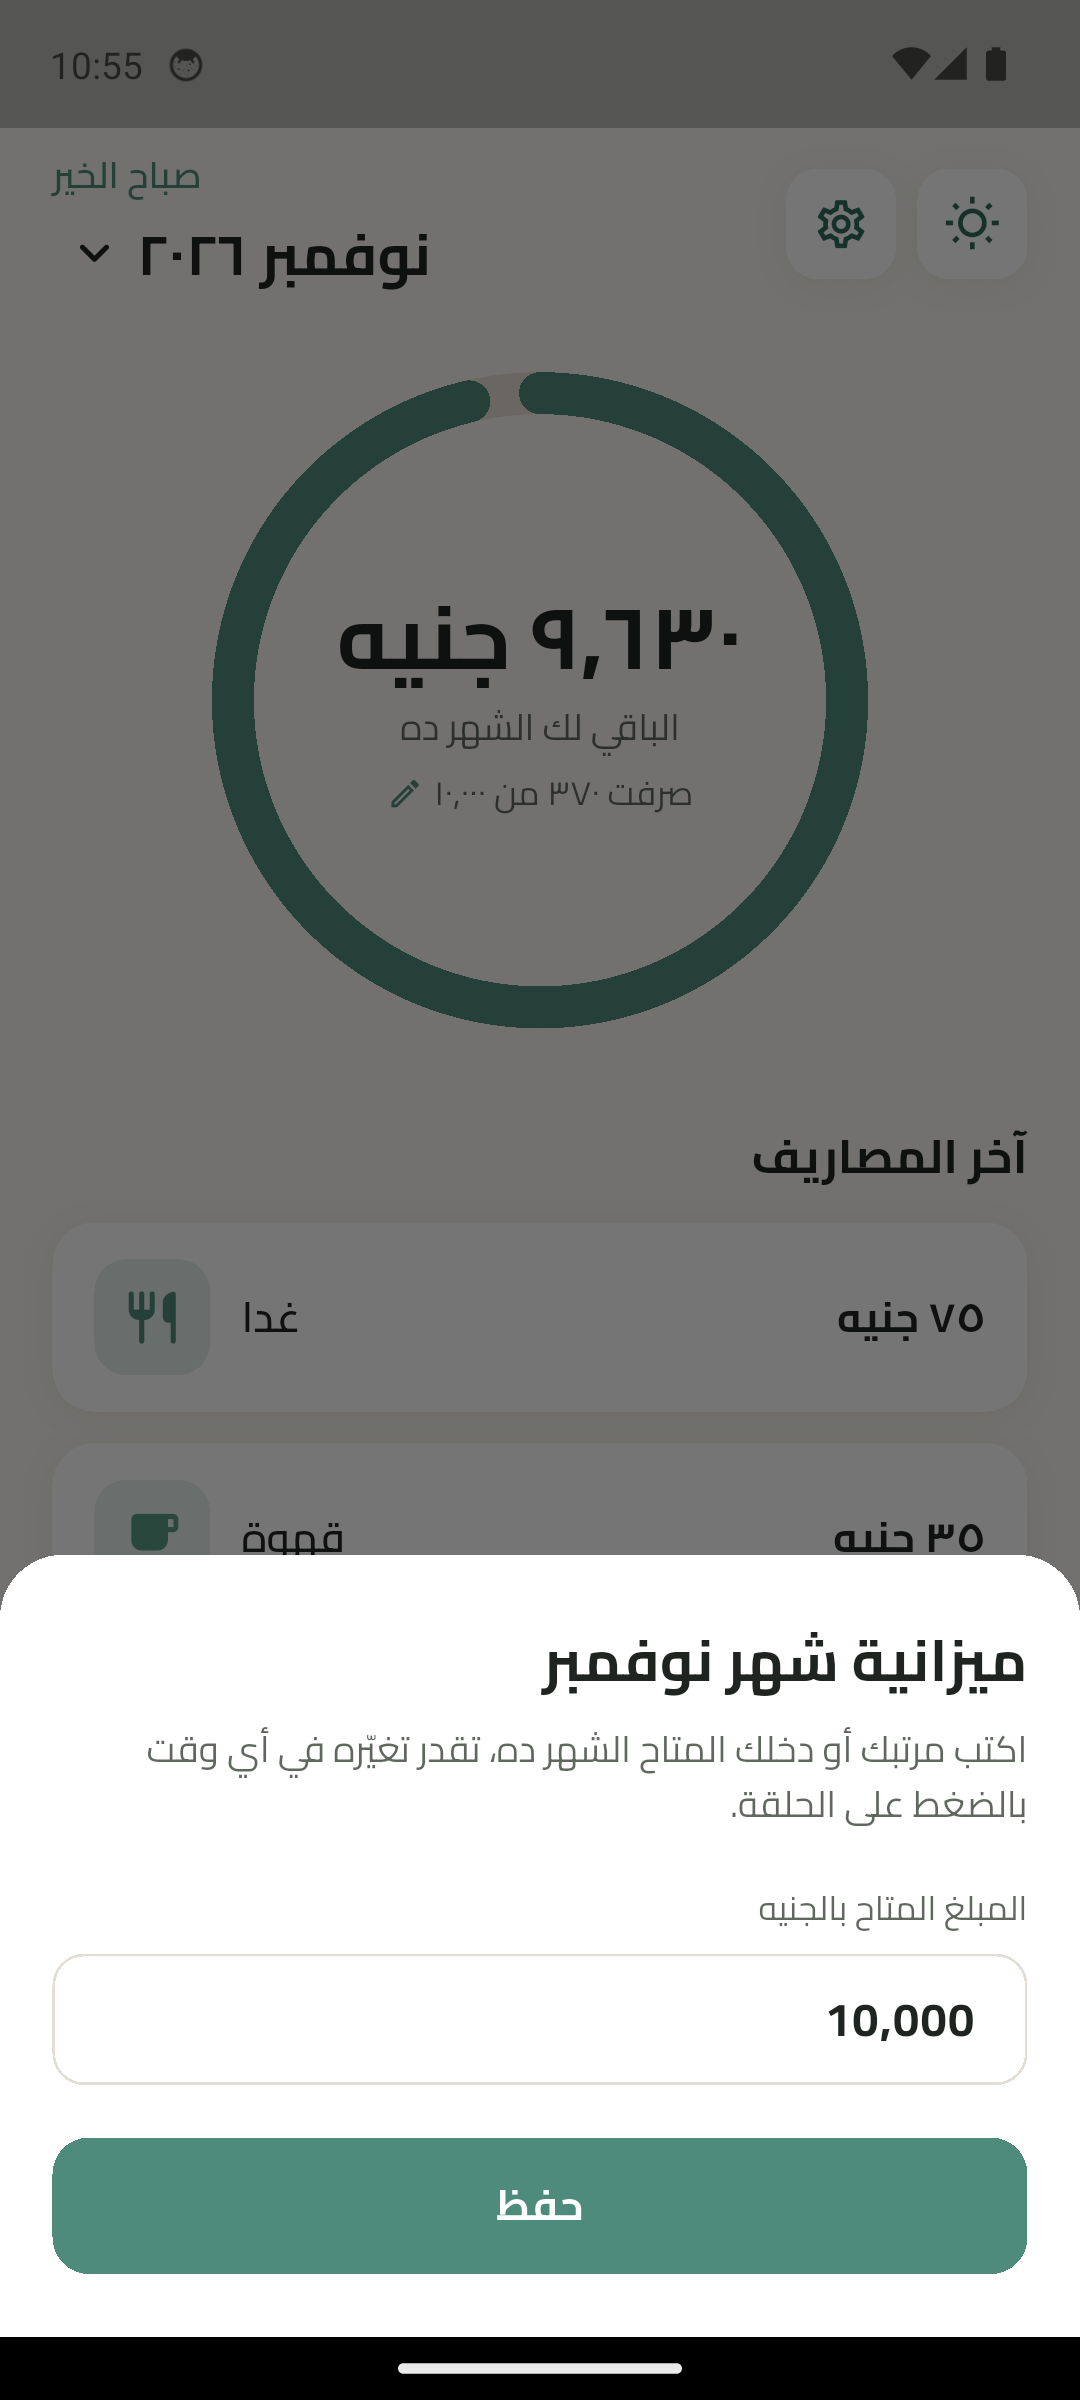 10:55
صباح الخير
نوفمبر ٢٠٢٦
٩,٦٣٠ جنيه
الباقي لك الشهر ده
صرفت ٣٧٠ من ١٠,٠٠٠
آخر المصاريف
غدا
٧٥ جنيه
قهوة
٣٥ جنيه
ميزانية شهر نوفمبر
اكتب مرتبك أو دخلك المتاح الشهر ده، تقدر تغيّره في أي وقت
بالضغط على الحلقة.
المبلغ المتاح بالجنيه
10,000
حفظ